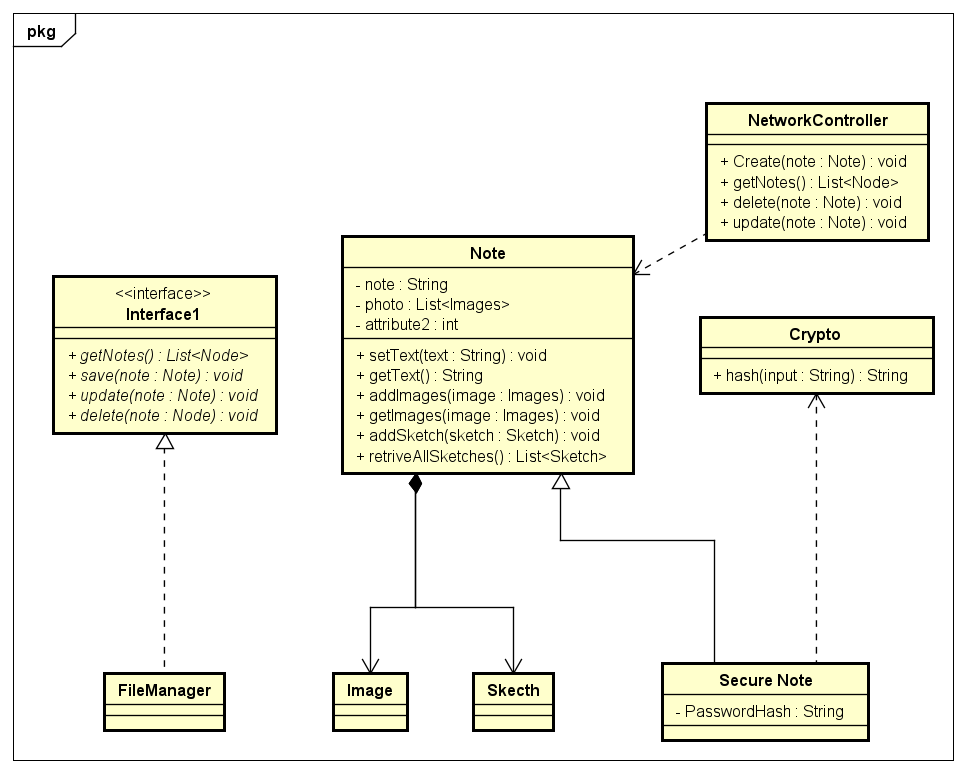 pkg
NetworkController
+ Create(note : Note) : void
+ getNotes() : List<Node>
+ delete(note : Note) : void
+ update(note : Note) : void
Note
- note : String
- photo : List<Images>
- attribute2 : int
+ setText(text : String) : void
+ getText() : String
+ addImages(image : Images) : void
+ getImages(image : Images) : void
+ addSketch(sketch : Sketch) : void
+ retriveAllSketches() : List<Sketch>
<<interface>>
Interface1
+ getNotes() : List<Node>
+ save(note : Note) : void
+ update(note : Note) : void
+ delete(note : Node) : void
Crypto
+ hash(input : String) : String
FileManager
Image
Skecth
Secure Note
- PasswordHash : String